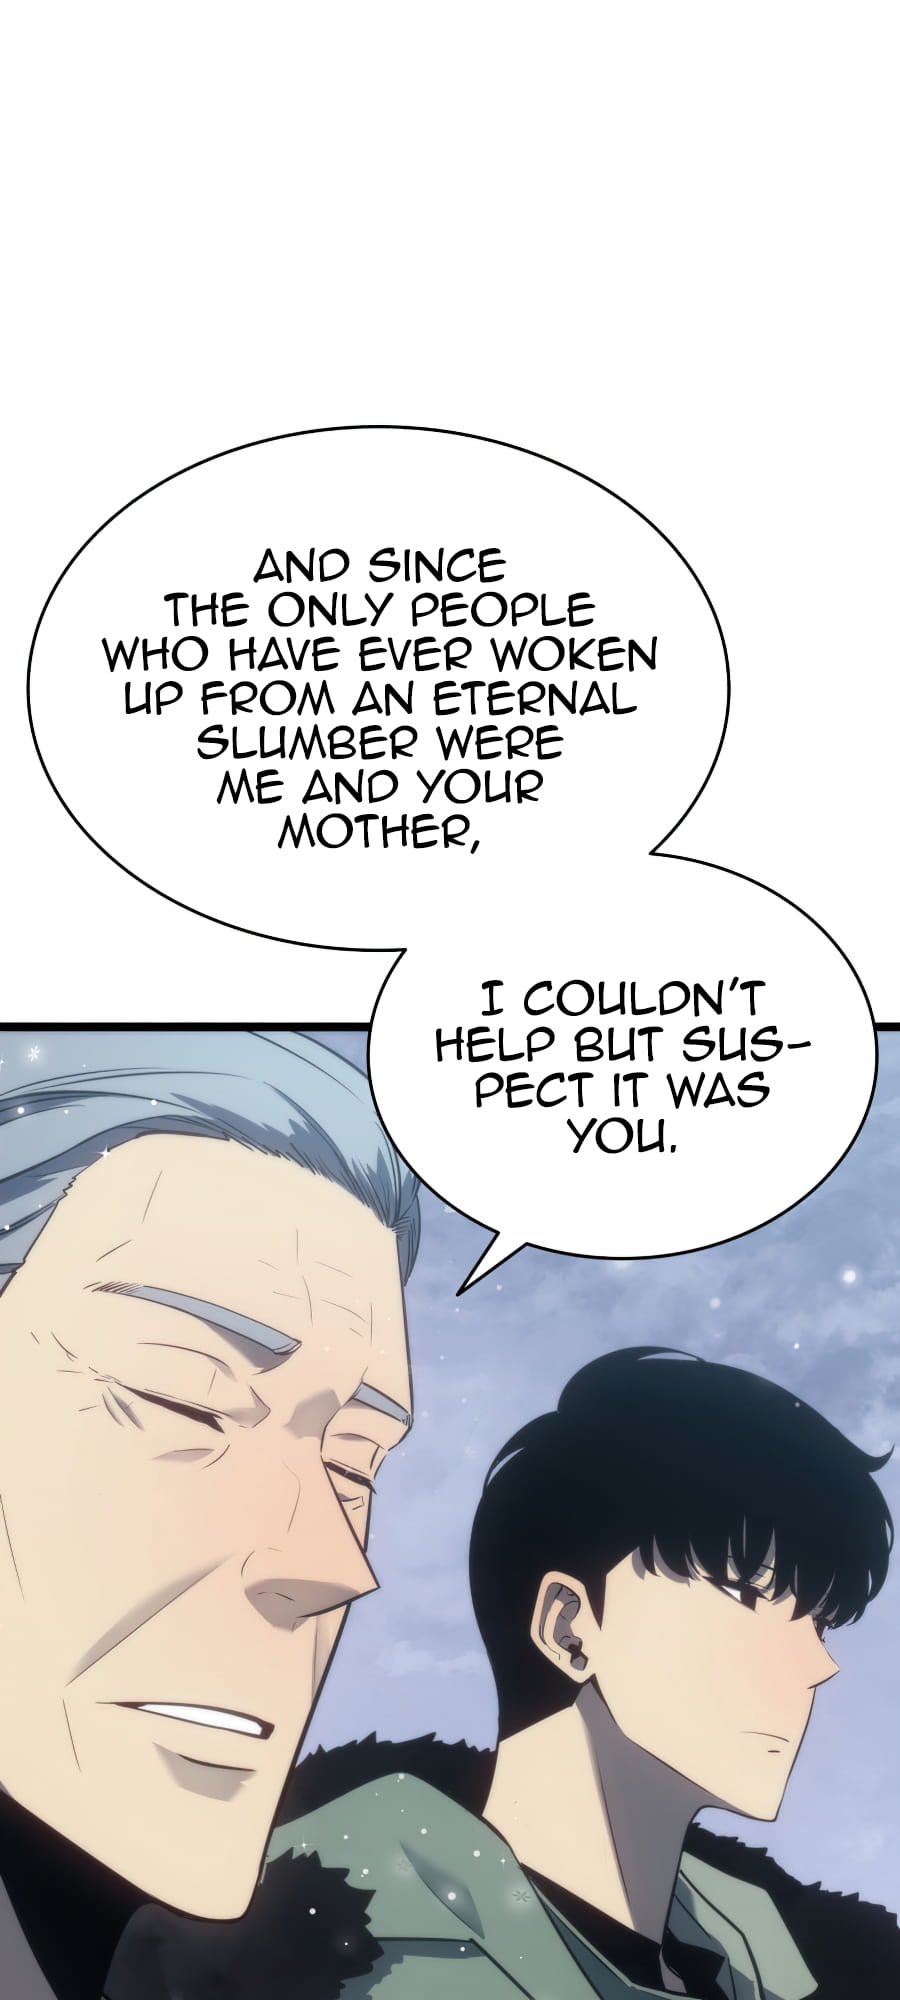 AND SINCE
THE ONLY PEOPLE
WHO HAVE EVER WOKEN
UP FROM AN ETERNAL
SLUMBER WERE
ME AND YOUR
MOTHER,
I COULDN'T
HELP BUT SUS-
PECT IT WAS
YOU.